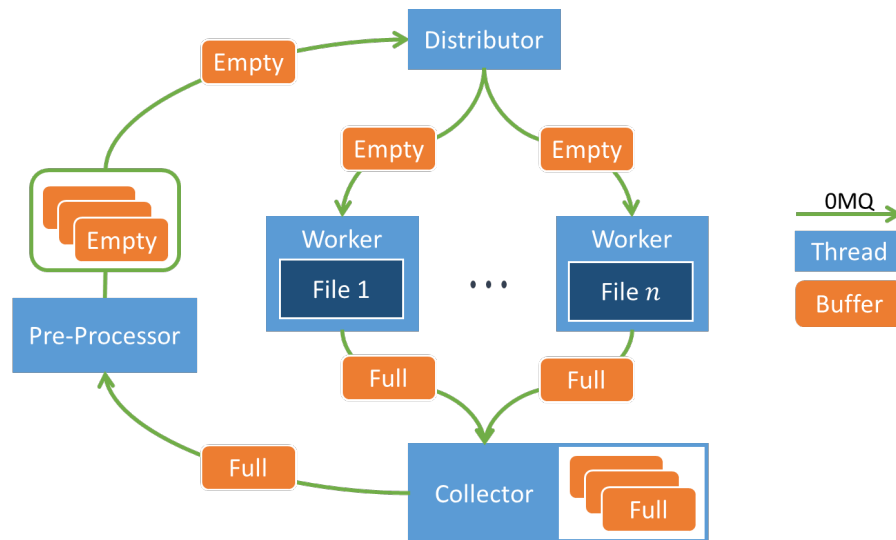 Distributor
Empty
Empty
Empty
Empty
Worker
File 1
...
Worker
File n
0MQ
Thread
Buffer
Pre-Processor
Full
Full
Full
Collector
Full